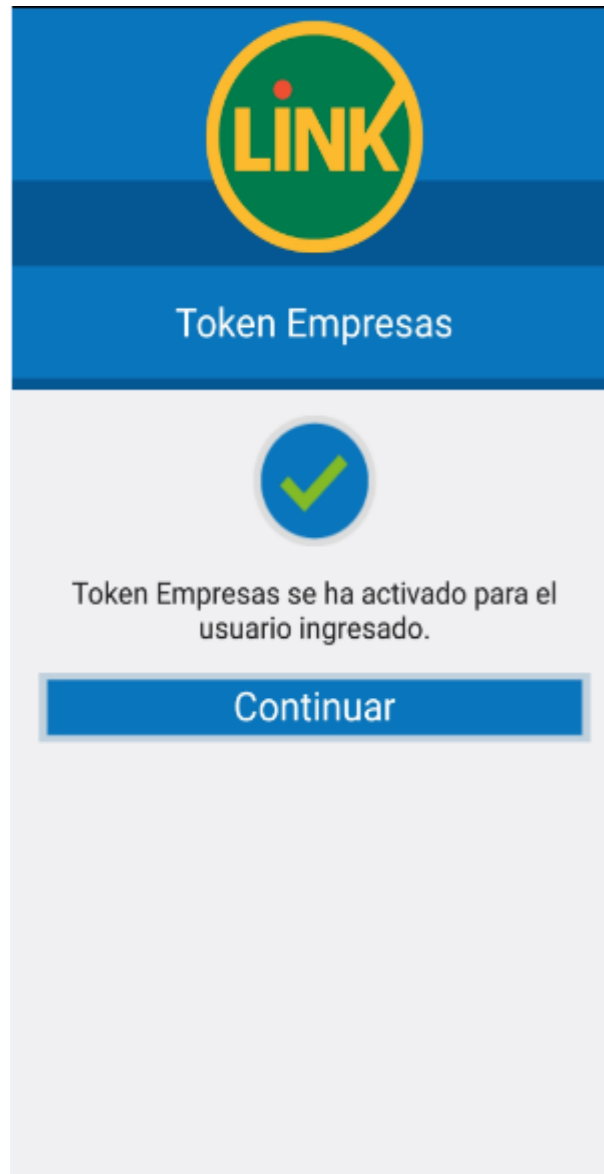 LiNK
Token Empresas
Token Empresas se ha activado para el
usuario ingresado.
Continuar